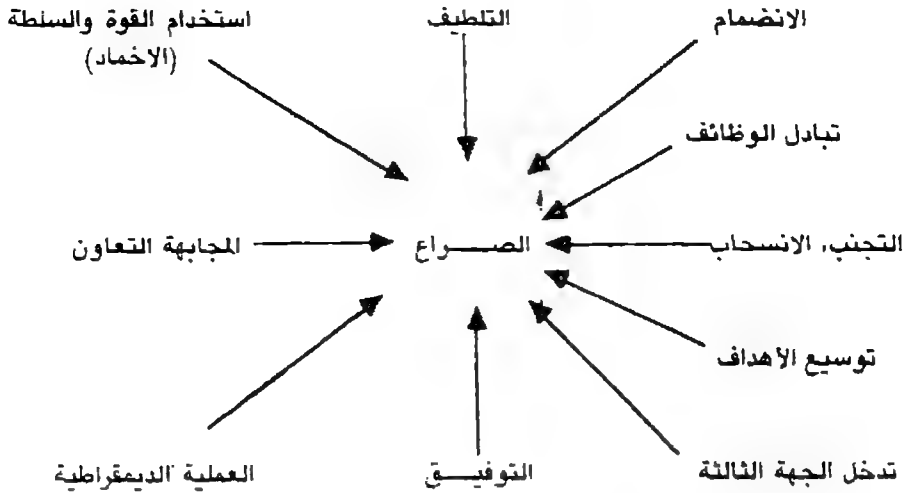 الانضمام
التلطيف
استخدام القوة والسلطة
(الاخماد)
تبادل الوظائف
التجنب، الانسحاب
الصـــراع
المجابهة التعاون
توسيع الأهداف
تدخل الجهة الثالثة
التوفيـــق
العملية الديمقراطية